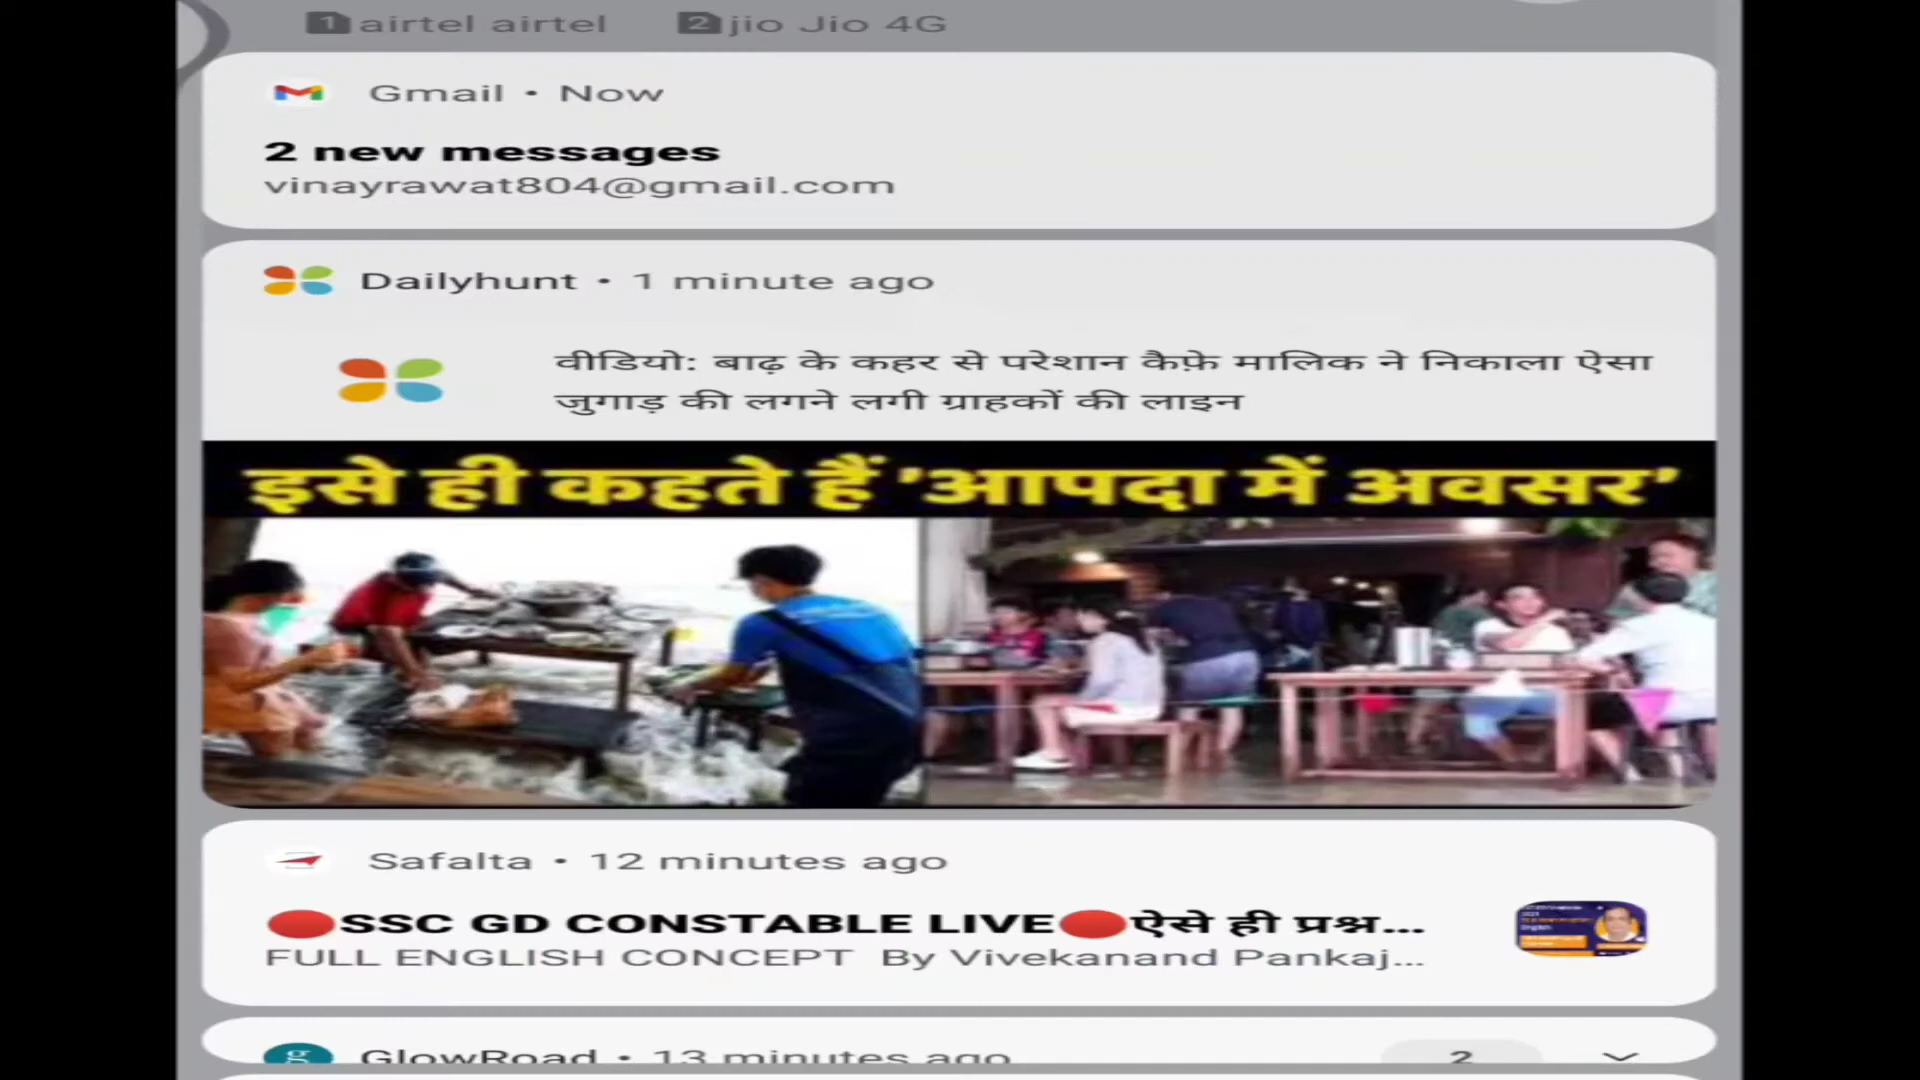 1 airtel airtel 2 jio Jio 4G
Gmail • Now
2 new messages
vinayrawat804@gmail.com
Dailyhunt • 1 minute ago
वीडियो: बाढ़ के कहर से परेशान कैफ़े मालिक ने निकाला ऐसा
जुगाड़ की लगने लगी ग्राहकों की लाइन
इसे ही कहते हैं 'आपदा में अवसर'
Safalta • 12 minutes ago
🔴SSC GD CONSTABLE LIVE🔴ऐसे ही प्रश्न...
FULL ENGLISH CONCEPT By Vivekanand Pankaj...
GlowRoad • 13 minutes ago 2